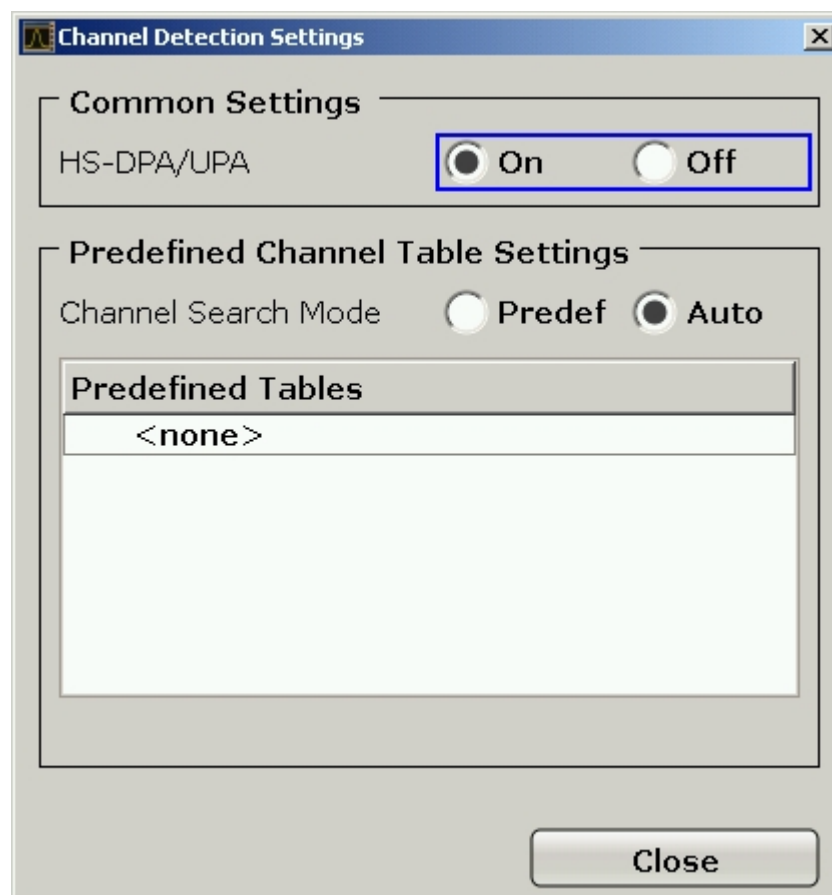 Channel Detection Settings
Common Settings
HS-DPA/UPA On Off
Predefined Channel Table Settings
Channel Search Mode Predef Auto
Predefined Tables
<none>
Close